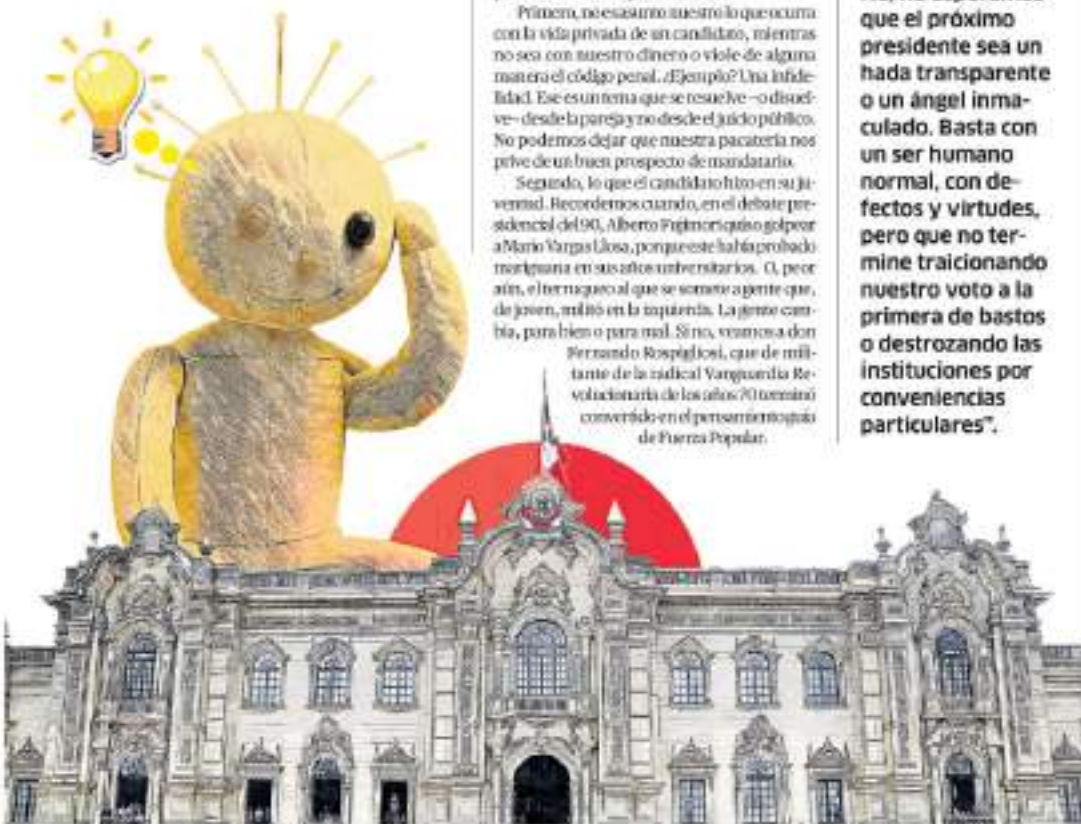 Primero, no es asunto nuestro lo que ocurra
con la vida privada de un candidato, mientras
no sea con nuestro dinero o viole de alguna
manera el código penal. ¿Ejemplo? Una infide-
lidad. Ese es un tema que se resuelve –o disuel-
ve– desde la pareja y no desde el juicio público.
No podemos dejar que nuestra pacatería nos
prive de un buen prospecto de mandatario.
Segundo, lo que el candidato hizo en su ju-
ventud. Recordemos cuando, en el debate pre-
sidencial del 90, Alberto Fujimori quiso golpear
a Mario Vargas Llosa, porque este había probado
mariguana en sus años universitarios. O, peor
aún, el terruqueo al que se somete a gente que,
de joven, militó en la izquierda. La gente cam-
bia, para bien o para mal. Si no, veamos a don
Fernando Rospigliosi, que de mili-
tante de la radical Vanguardia Re-
volucionaria de los años 70 terminó
convertido en el pensamiento guía
de Fuerza Popular.
que el próximo
presidente sea un
hada transparente
o un ángel inma-
culado. Basta con
un ser humano
normal, con de-
fectos y virtudes,
pero que no ter-
mine traicionando
nuestro voto a la
primera de bastos
o destrozando las
instituciones por
conveniencias
particulares”.